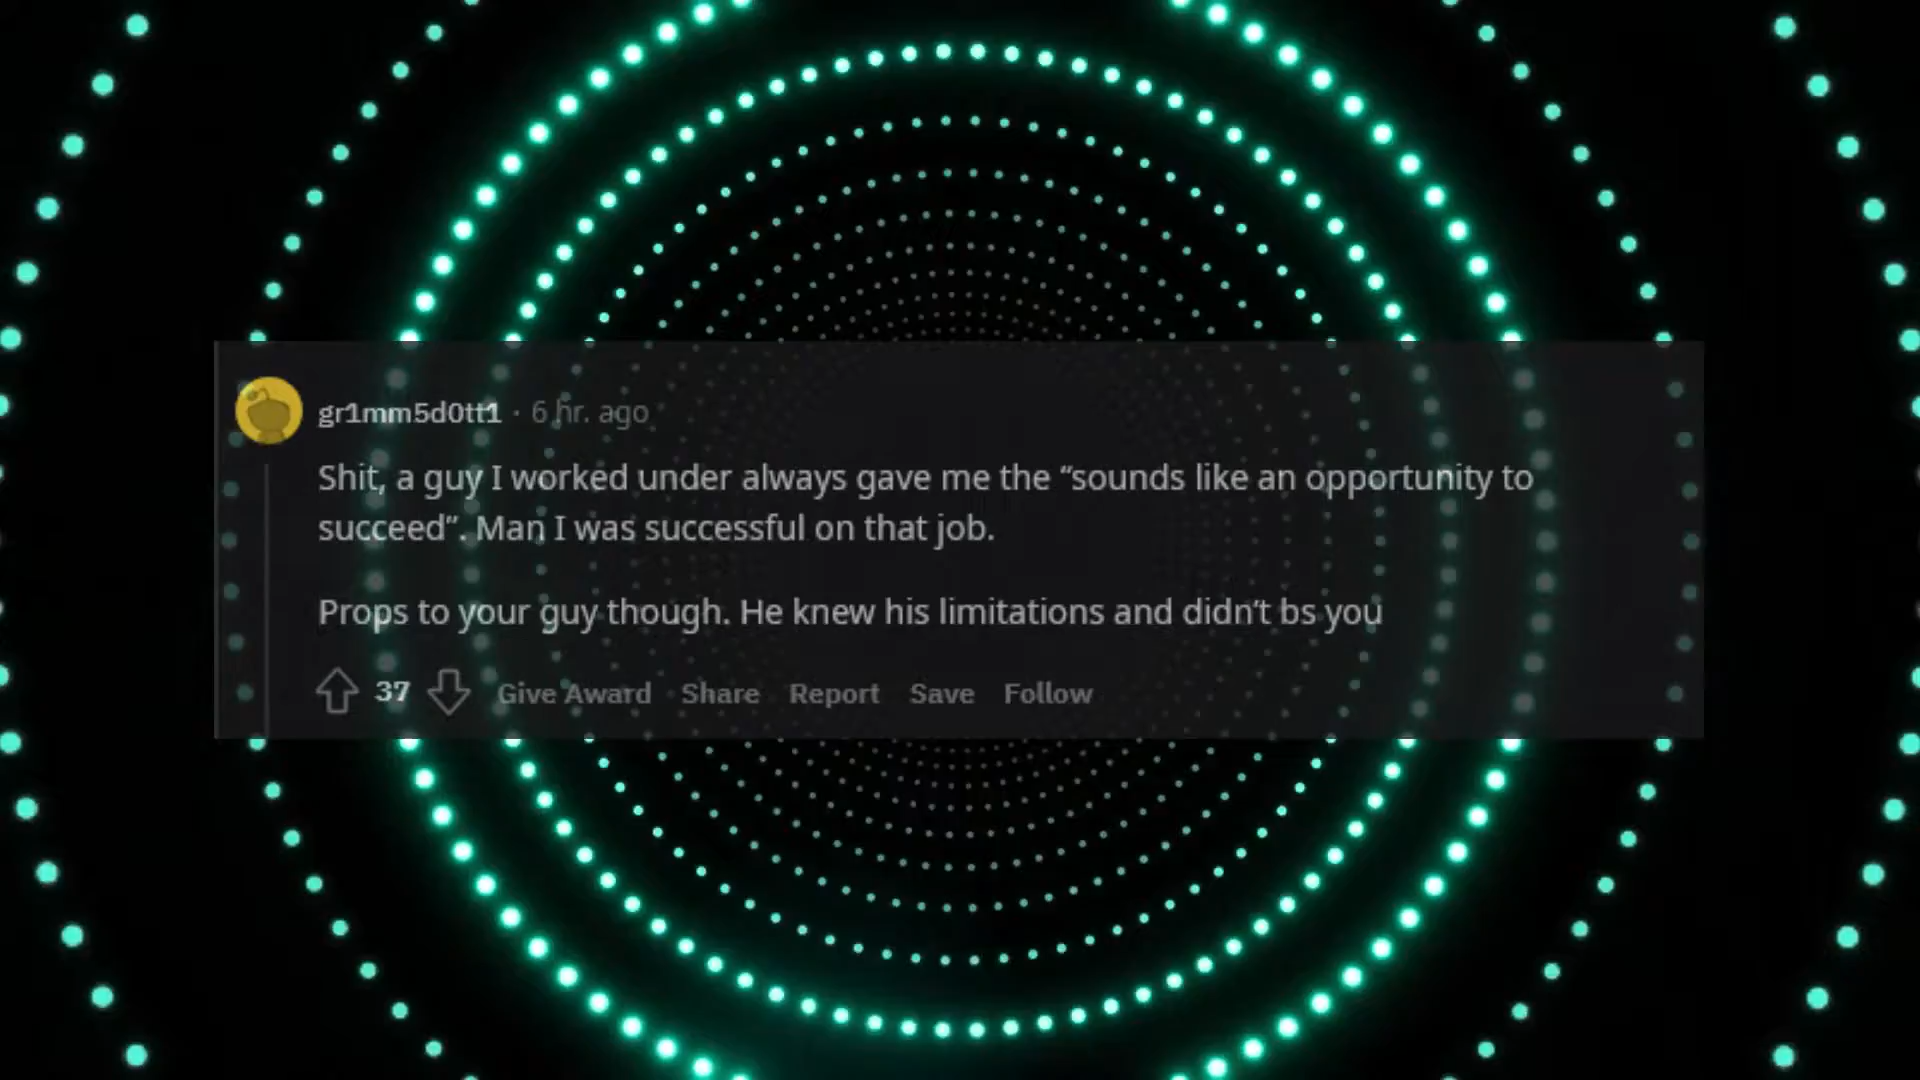 gr1mm5d0tt1 · 6 hr. ago
Shit, a guy I worked under always gave me the “sounds like an opportunity to
succeed”. Man I was successful on that job.
Props to your guy though. He knew his limitations and didn’t bs you
37 Give Award Share Report Save Follow